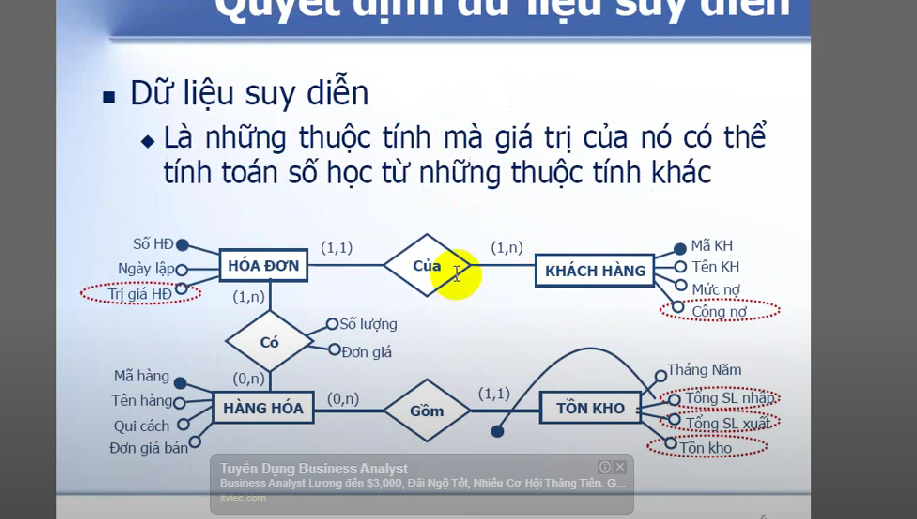 Quyết định dữ liệu suy diễn
Dữ liệu suy diễn
Là những thuộc tính mà giá trị của nó có thể
tính toán số học từ những thuộc tính khác
Số HĐ
Ngày lập
Trị giá HĐ
HÓA ĐƠN
(1,1)
Của
(1,n)
KHÁCH HÀNG
Mã KH
Tên KH
Mức nợ
Công nợ
(1,n)
Có
Số lượng
Đơn giá
(0,n)
Mã hàng
Tên hàng
Qui cách
Đơn giá bán
HÀNG HÓA
(0,n)
Gồm
(1,1)
TỒN KHO
Tháng Năm
Tổng SL nhập
Tổng SL xuất
Tồn kho
Tuyển Dụng Business Analyst
Business Analyst Lương đến $3,000, Đãi Ngộ Tốt, Nhiều Cơ Hội Thăng Tiến. G...
itviec.com